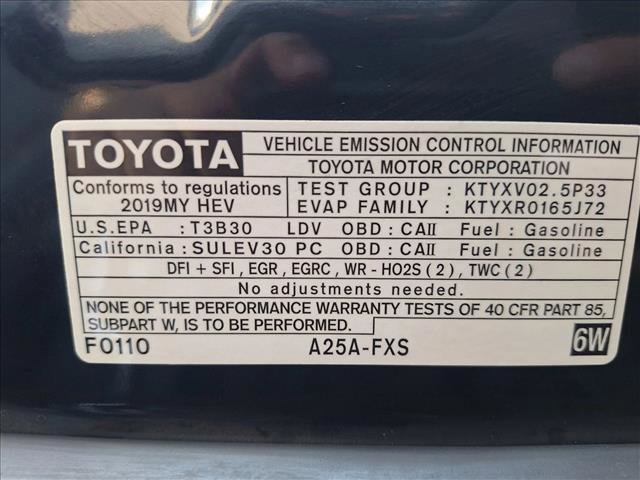 TOYOTA
VEHICLE EMISSION CONTROL INFORMATION
TOYOTA MOTOR CORPORATION
Conforms to regulations
2019MY HEV
TEST GROUP : KTYXV02.5P33
EVAP FAMILY : KTYXR0165J72
U.S.EPA : T3B30 LDV OBD : CAII Fuel : Gasoline
California : SULEV30 PC OBD : CAII Fuel : Gasoline
DFI + SFI , EGR , EGRC , WR - HO2S ( 2 ) , TWC ( 2 )
No adjustments needed.
NONE OF THE PERFORMANCE WARRANTY TESTS OF 40 CFR PART 85,
SUBPART W, IS TO BE PERFORMED
F0110 A25A-FXS 6W